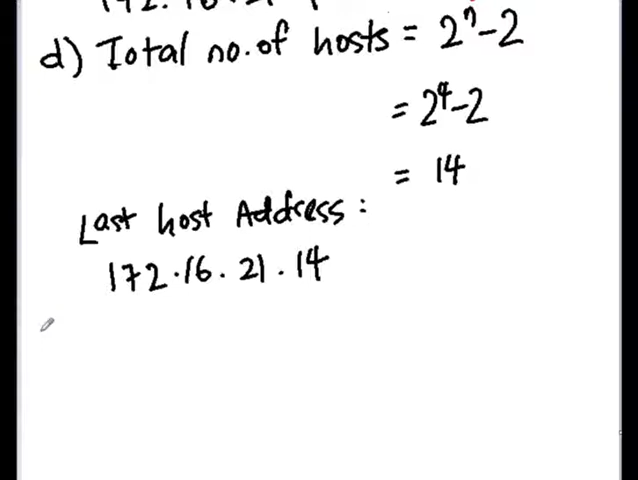 d) Total no. of hosts = 2ⁿ-2
= 2⁴-2
= 14
Last host Address :
172.16.21.14